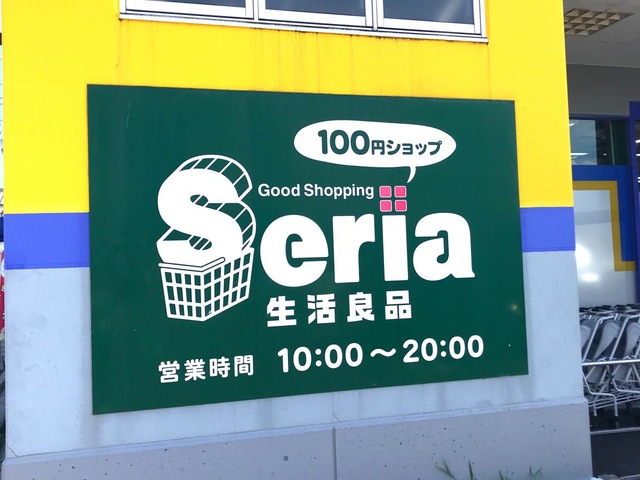 100円ショップ
Good Shopping
Seria
生活良品
営業時間 10:00～20:00